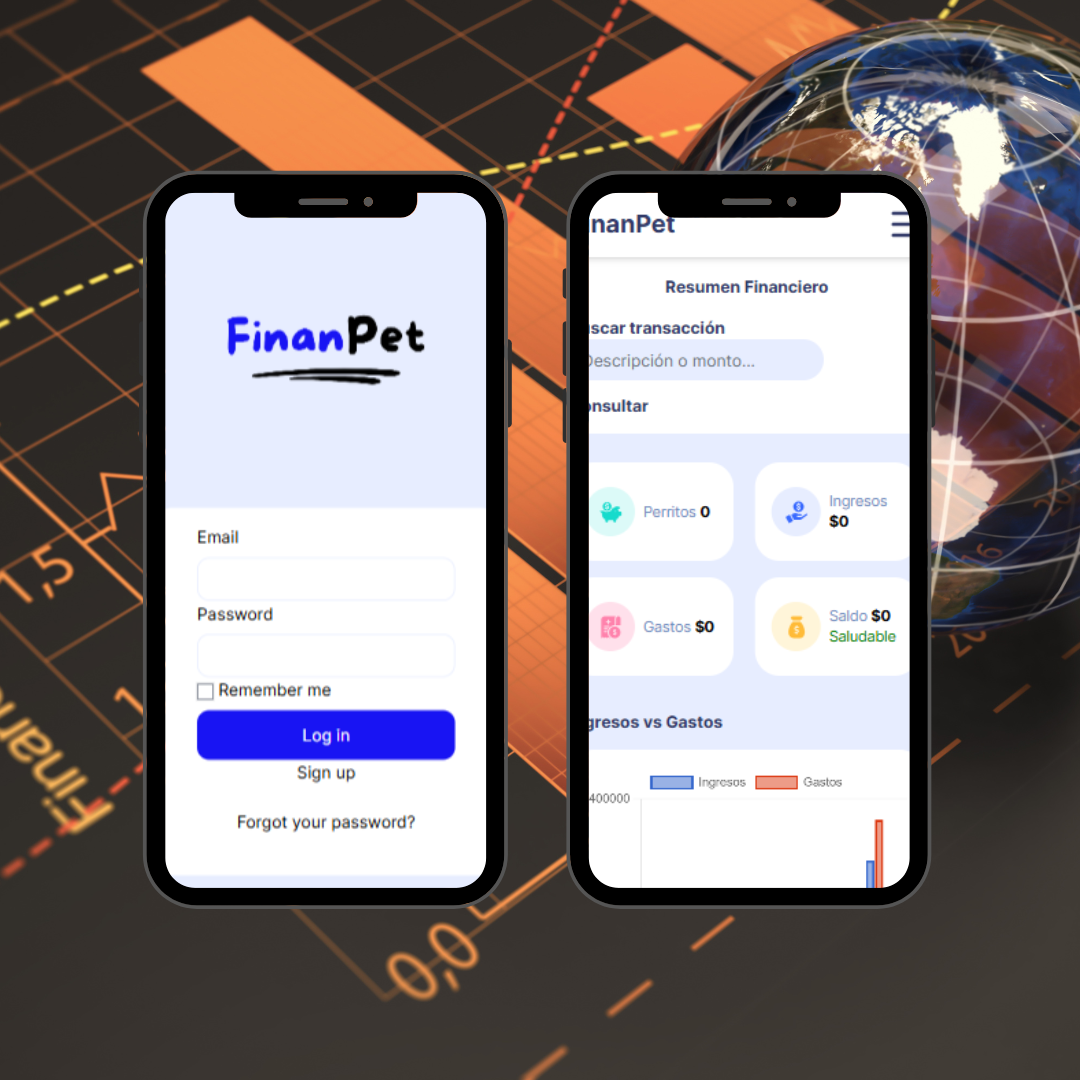 FinanPet
Email
Password
Remember me
Log in
Sign up
Forgot your password?
nanPet
Resumen Financiero
scar transacción
Descripción o monto...
onsultar
Perritos 0
Ingresos
$0
Gastos $0
Saldo $0
Saludable
gresos vs Gastos
Ingresos
Gastos
400000
1,5
1
Finan
0,0